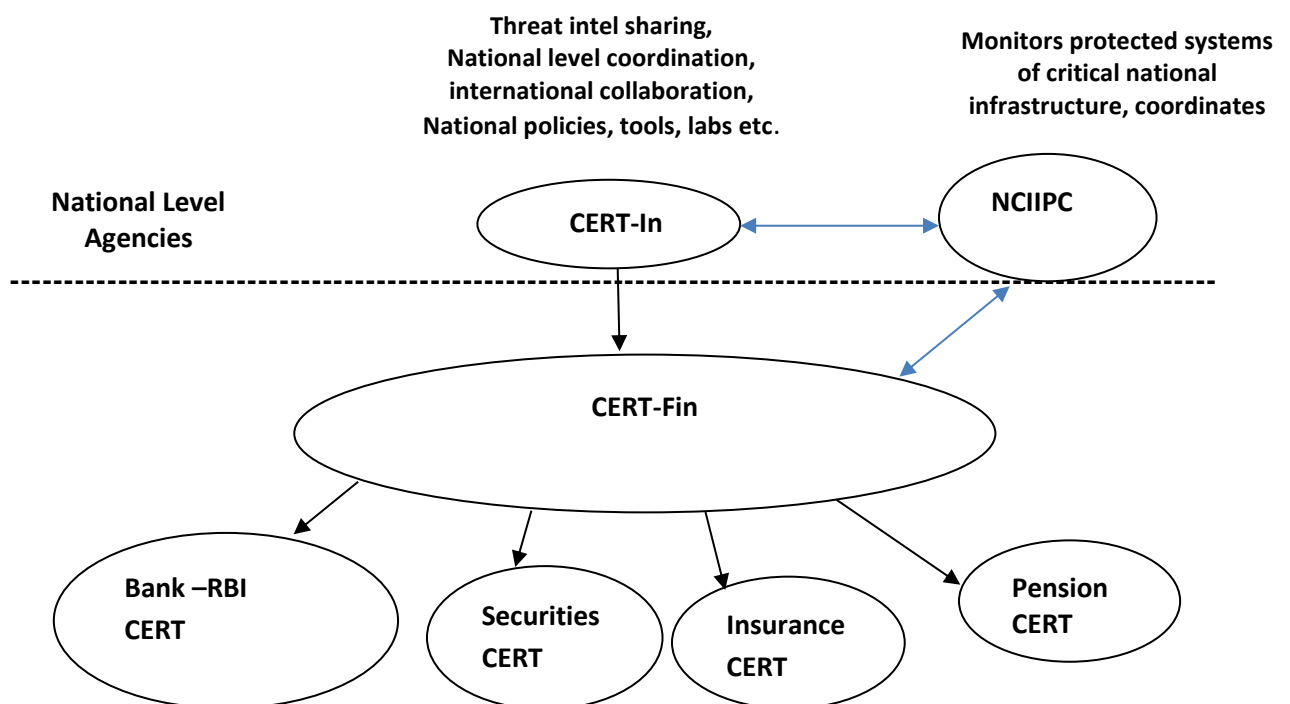 Threat intel sharing,
National level coordination,
international collaboration,
National policies, tools, labs etc.
Monitors protected systems
of critical national
infrastructure, coordinates
National Level
Agencies
CERT-In
NCIIPC
CERT-Fin
Bank –RBI
CERT
Securities
CERT
Insurance
CERT
Pension
CERT